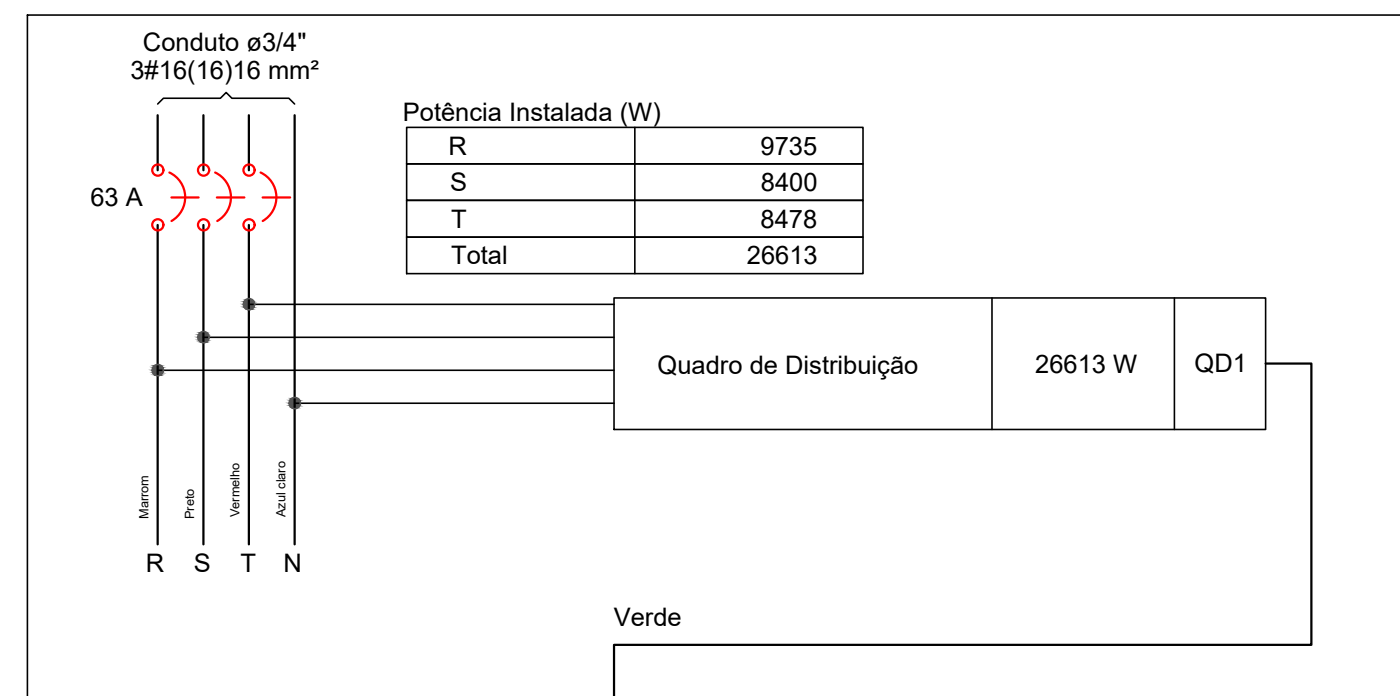 Conduto ø3/4"
3#16(16)16 mm²
63 A
Potência Instalada (W)
R 9735
S 8400
T 8478
Total 26613
Quadro de Distribuição 26613 W QD1
Marrom
Preto
Vermelho
Azul claro
R S T N
Verde